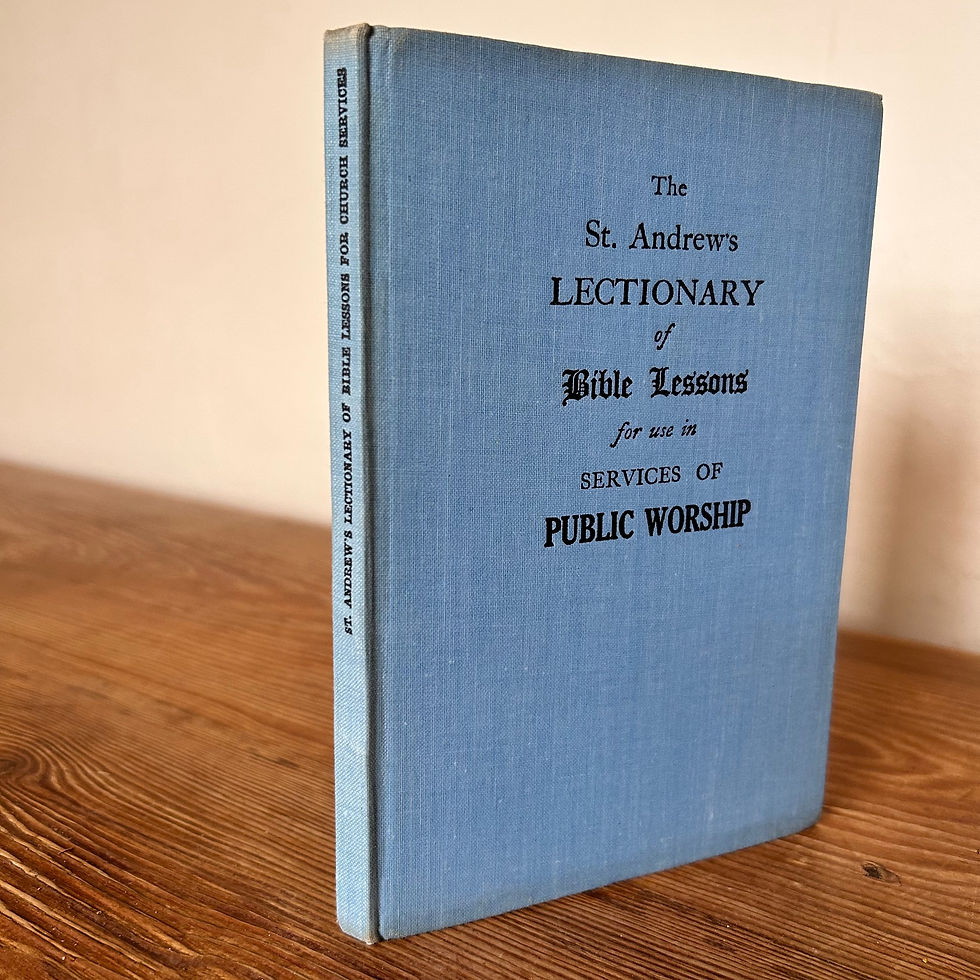 ST. ANDREW'S LECTIONARY OF BIBLE LESSONS FOR CHURCH SERVICES
The
St. Andrew's
LECTIONARY
of
Bible Lessons
for use in
SERVICES OF
PUBLIC WORSHIP